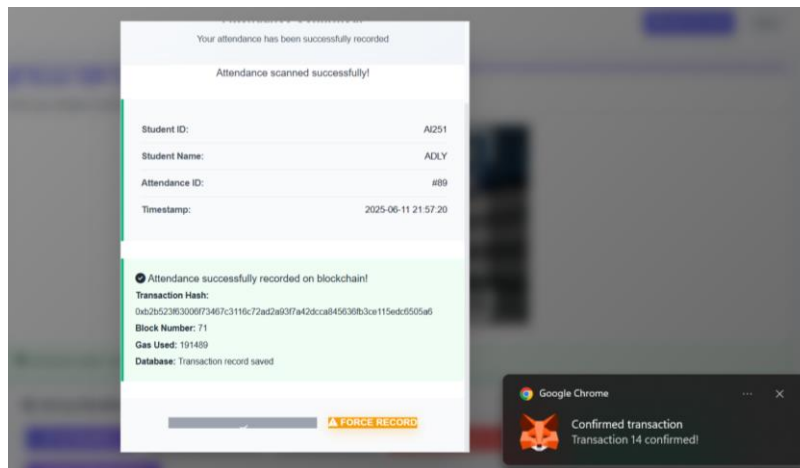 Your attendance has been successfully recorded
Attendance scanned successfully!
Student ID: AI251
Student Name: ADLY
Attendance ID: #89
Timestamp: 2025-06-11 21:57:20
Attendance successfully recorded on blockchain!
Transaction Hash:
0xb2b523f63006f73467c3116c72ad2a93f7a42dcca845636fb3ce115edc6505a6
Block Number: 71
Gas Used: 191489
Database: Transaction record saved
FORCE RECORD
Google Chrome
Confirmed transaction
Transaction 14 confirmed!